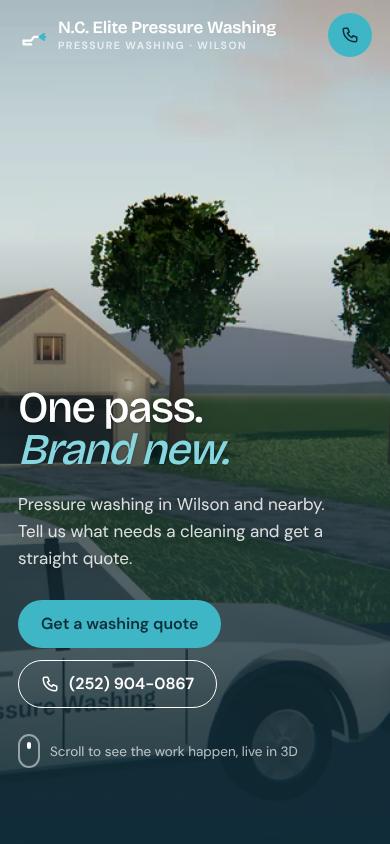 N.C. Elite Pressure Washing
PRESSURE WASHING · WILSON
One pass.
Brand new.
Pressure washing in Wilson and nearby.
Tell us what needs a cleaning and get a
straight quote.
Get a washing quote
(252) 904-0867
Washing
Scroll to see the work happen, live in 3D